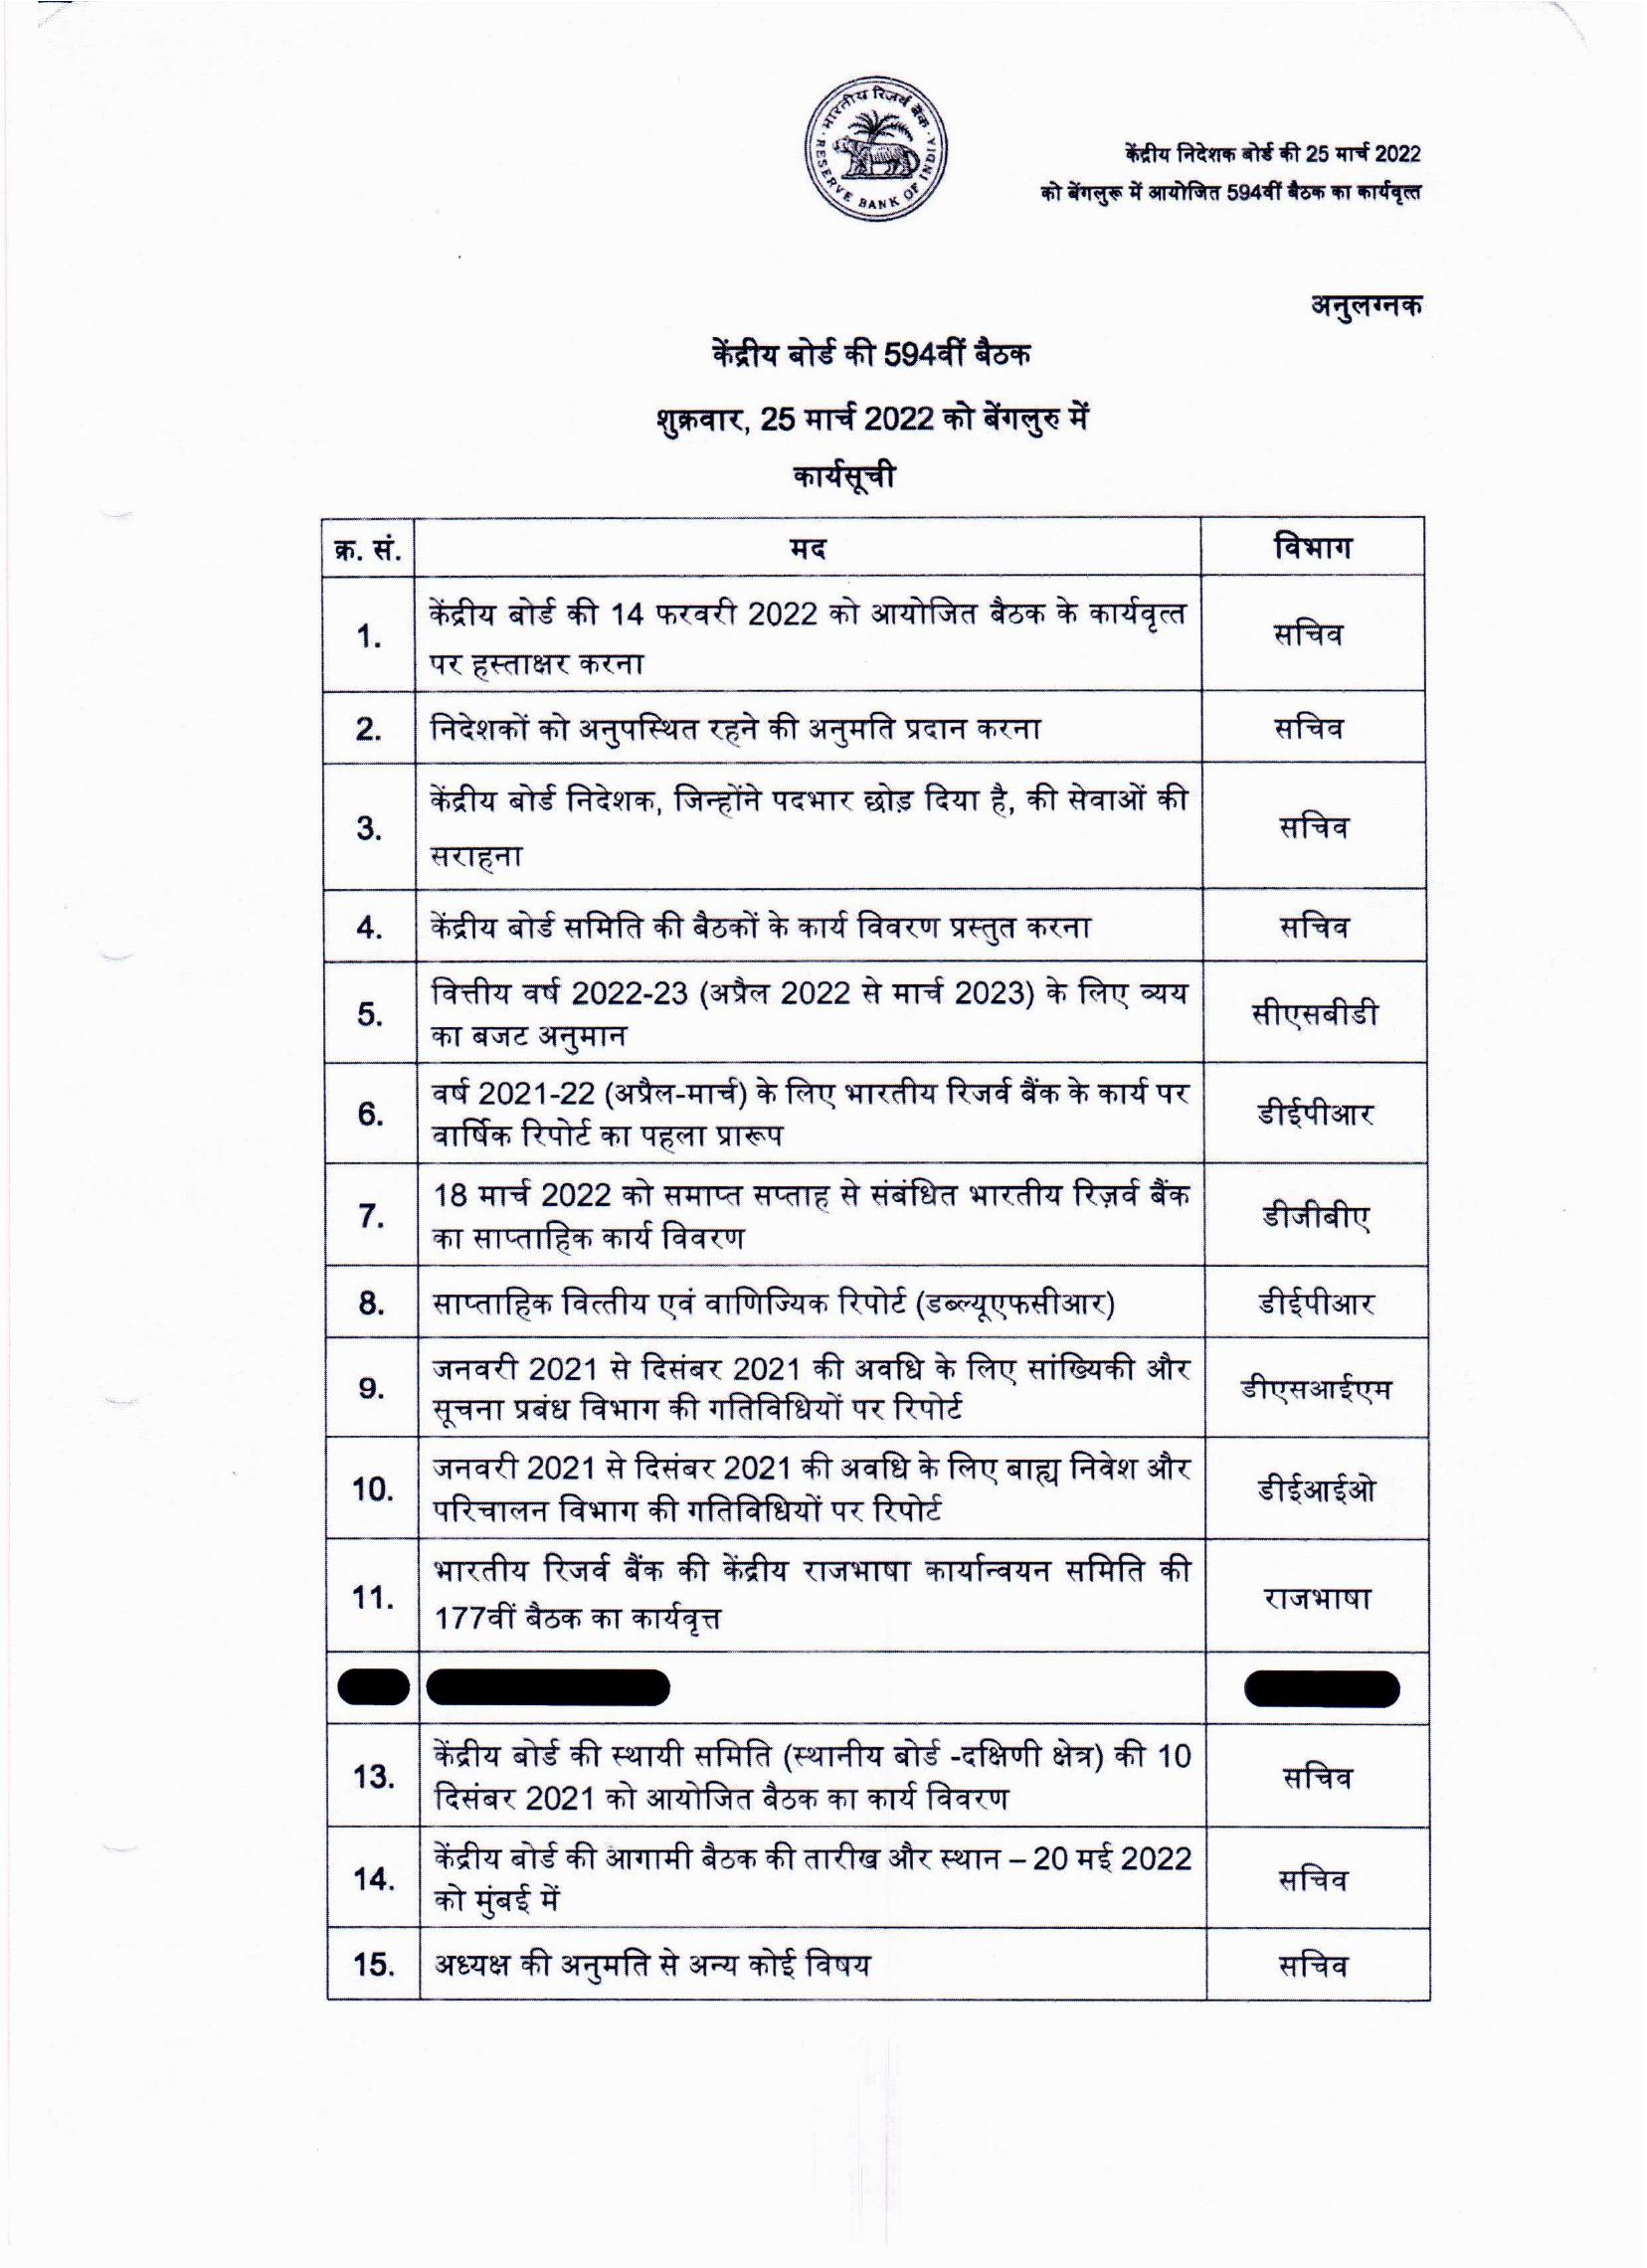 भारतीय रिज़र्व बैंक
RESERVE BANK OF INDIA
केंद्रीय निदेशक बोर्ड की 25 मार्च 2022
को बेंगलुरू में आयोजित 594वीं बैठक का कार्यवृत्त
अनुलग्नक
केंद्रीय बोर्ड की 594वीं बैठक
शुक्रवार, 25 मार्च 2022 को बेंगलुरु में
कार्यसूची
क्र. सं. मद विभाग
1. केंद्रीय बोर्ड की 14 फरवरी 2022 को आयोजित बैठक के कार्यवृत्त
पर हस्ताक्षर करना सचिव
2. निदेशकों को अनुपस्थित रहने की अनुमति प्रदान करना सचिव
3. केंद्रीय बोर्ड निदेशक, जिन्होंने पदभार छोड़ दिया है, की सेवाओं की
सराहना सचिव
4. केंद्रीय बोर्ड समिति की बैठकों के कार्य विवरण प्रस्तुत करना सचिव
5. वित्तीय वर्ष 2022-23 (अप्रैल 2022 से मार्च 2023) के लिए व्यय
का बजट अनुमान सीएसबीडी
6. वर्ष 2021-22 (अप्रैल-मार्च) के लिए भारतीय रिजर्व बैंक के कार्य पर
वार्षिक रिपोर्ट का पहला प्रारूप डीईपीआर
7. 18 मार्च 2022 को समाप्त सप्ताह से संबंधित भारतीय रिज़र्व बैंक
का साप्ताहिक कार्य विवरण डीजीबीए
8. साप्ताहिक वित्तीय एवं वाणिज्यिक रिपोर्ट (डब्ल्यूएफसीआर) डीईपीआर
9. जनवरी 2021 से दिसंबर 2021 की अवधि के लिए सांख्यिकी और
सूचना प्रबंध विभाग की गतिविधियों पर रिपोर्ट डीएसआईएम
10. जनवरी 2021 से दिसंबर 2021 की अवधि के लिए बाह्य निवेश और
परिचालन विभाग की गतिविधियों पर रिपोर्ट डीईआईओ
11. भारतीय रिजर्व बैंक की केंद्रीय राजभाषा कार्यान्वयन समिति की
177वीं बैठक का कार्यवृत्त राजभाषा
13. केंद्रीय बोर्ड की स्थायी समिति (स्थानीय बोर्ड -दक्षिणी क्षेत्र) की 10
दिसंबर 2021 को आयोजित बैठक का कार्य विवरण सचिव
14. केंद्रीय बोर्ड की आगामी बैठक की तारीख और स्थान – 20 मई 2022
को मुंबई में सचिव
15. अध्यक्ष की अनुमति से अन्य कोई विषय सचिव